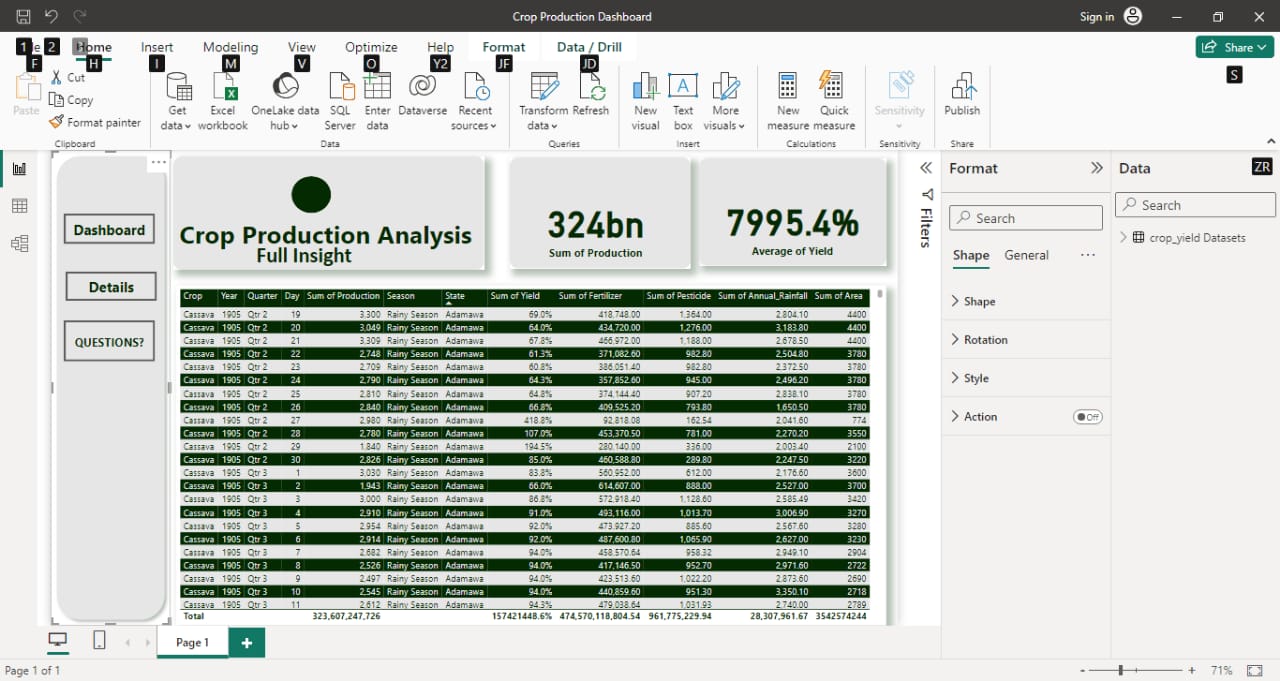 Crop Production Dashboard
Sign in
1 2 Home Insert Modeling View Optimize Help Format Data / Drill Share
F H I M V O Y2 JF JD S
Paste
Cut
Copy
Format painter
Get data
Excel workbook
OneLake data hub
SQL Server
Enter data
Dataverse
Recent sources
Transform data
Refresh
New visual
Text box
More visuals
New measure
Quick measure
Sensitivity
Publish
Clipboard Data Queries Insert Calculations Sensitivity Share
Dashboard
Details
QUESTIONS?
Crop Production Analysis
Full Insight
324bn
Sum of Production
7995.4%
Average of Yield
Crop Year Quarter Day Sum of Production Season State Sum of Yield Sum of Fertilizer Sum of Pesticide Sum of Annual_Rainfall Sum of Area
Cassava 1905 Qtr 2 19 3,300 Rainy Season Adamawa 69.0% 418,748.00 1,364.00 2,804.10 4400
Cassava 1905 Qtr 2 20 3,049 Rainy Season Adamawa 64.0% 434,720.00 1,276.00 3,183.80 4400
Cassava 1905 Qtr 2 21 3,309 Rainy Season Adamawa 67.8% 466,972.00 1,188.00 2,678.50 4400
Cassava 1905 Qtr 2 22 2,748 Rainy Season Adamawa 61.3% 371,082.60 982.80 2,504.80 3780
Cassava 1905 Qtr 2 23 2,709 Rainy Season Adamawa 60.8% 386,051.40 982.80 2,372.50 3780
Cassava 1905 Qtr 2 24 2,790 Rainy Season Adamawa 64.3% 357,852.60 945.00 2,496.20 3780
Cassava 1905 Qtr 2 25 2,810 Rainy Season Adamawa 64.8% 374,144.40 907.20 2,838.10 3780
Cassava 1905 Qtr 2 26 2,840 Rainy Season Adamawa 66.8% 409,525.20 793.80 1,650.50 3780
Cassava 1905 Qtr 2 27 2,980 Rainy Season Adamawa 418.8% 92,818.08 162.54 2,041.60 774
Cassava 1905 Qtr 2 28 2,780 Rainy Season Adamawa 107.0% 453,370.50 781.00 2,270.20 3550
Cassava 1905 Qtr 2 29 1,840 Rainy Season Adamawa 194.5% 280,140.00 336.00 2,003.40 2100
Cassava 1905 Qtr 2 30 2,826 Rainy Season Adamawa 85.0% 460,588.80 289.80 2,247.50 3220
Cassava 1905 Qtr 3 1 3,030 Rainy Season Adamawa 83.8% 560,952.00 612.00 2,176.60 3600
Cassava 1905 Qtr 3 2 1,943 Rainy Season Adamawa 66.0% 614,607.00 888.00 2,527.00 3700
Cassava 1905 Qtr 3 3 3,000 Rainy Season Adamawa 86.8% 572,918.40 1,128.60 2,585.49 3420
Cassava 1905 Qtr 3 4 2,910 Rainy Season Adamawa 91.0% 493,116.00 1,013.70 3,006.90 3270
Cassava 1905 Qtr 3 5 2,954 Rainy Season Adamawa 92.0% 473,927.20 885.60 2,567.60 3280
Cassava 1905 Qtr 3 6 2,914 Rainy Season Adamawa 92.0% 487,600.80 1,065.90 2,627.00 3230
Cassava 1905 Qtr 3 7 2,682 Rainy Season Adamawa 94.0% 458,570.64 958.32 2,949.10 2904
Cassava 1905 Qtr 3 8 2,526 Rainy Season Adamawa 94.0% 417,146.50 952.70 2,971.60 2722
Cassava 1905 Qtr 3 9 2,497 Rainy Season Adamawa 94.0% 423,513.60 1,022.20 2,873.60 2690
Cassava 1905 Qtr 3 10 2,545 Rainy Season Adamawa 94.0% 440,859.60 951.30 3,350.10 2718
Cassava 1905 Qtr 3 11 2,612 Rainy Season Adamawa 94.3% 479,038.64 1,031.93 2,740.00 2789
Total 323,607,247,726 157421448.6% 474,570,118,804.54 961,775,229.94 28,307,961.67 3542574244
Filters
Format
Search
Shape General
Shape
Rotation
Style
Action Off
Data ZR
Search
crop_yield Datasets
Page 1
Page 1 of 1
- + 71%